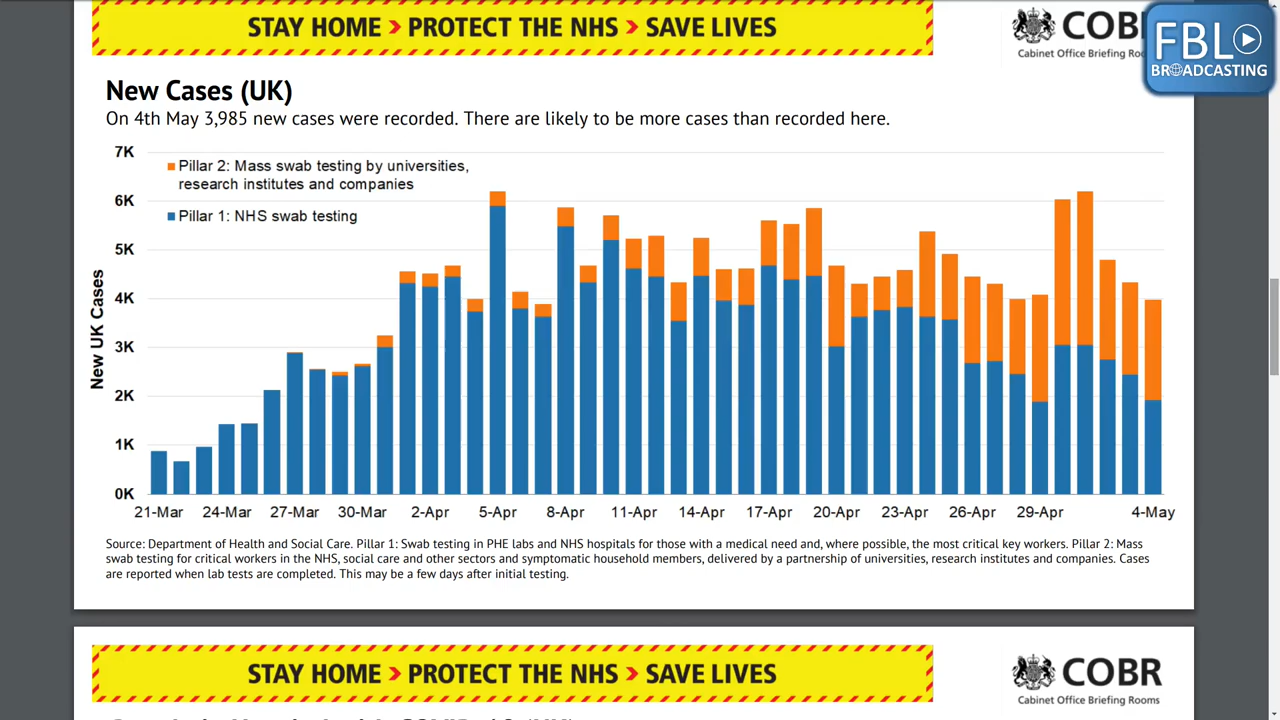 STAY HOME > PROTECT THE NHS > SAVE LIVES
COBR
Cabinet Office Briefing
FBL
BROADCASTING
New Cases (UK)
On 4th May 3,985 new cases were recorded. There are likely to be more cases than recorded here.
7K
6K
5K
4K
3K
2K
1K
0K
New UK Cases
Pillar 2: Mass swab testing by universities,
research institutes and companies
Pillar 1: NHS swab testing
21-Mar 24-Mar 27-Mar 30-Mar 2-Apr 5-Apr 8-Apr 11-Apr 14-Apr 17-Apr 20-Apr 23-Apr 26-Apr 29-Apr 4-May
Source: Department of Health and Social Care. Pillar 1: Swab testing in PHE labs and NHS hospitals for those with a medical need and, where possible, the most critical key workers. Pillar 2: Mass
swab testing for critical workers in the NHS, social care and other sectors and symptomatic household members, delivered by a partnership of universities, research institutes and companies. Cases
are reported when lab tests are completed. This may be a few days after initial testing.
STAY HOME > PROTECT THE NHS > SAVE LIVES
COBR
Cabinet Office Briefing Rooms